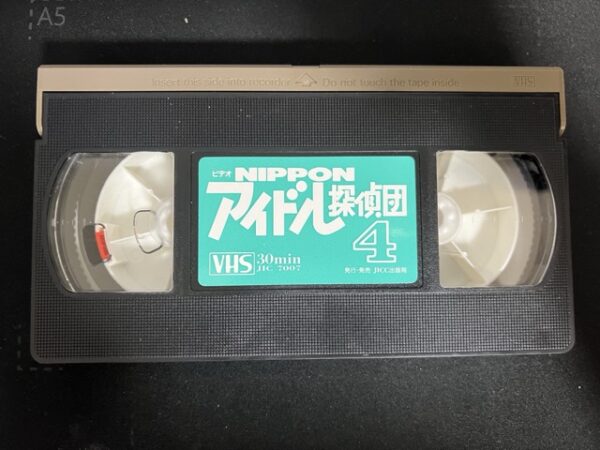 A5
Insert this side into recorder Do not touch the tape inside VHS
ビデオ NIPPON
アイドル探偵団
4
VHS 30min
JIC 7007
発行・発売 JICC出版局